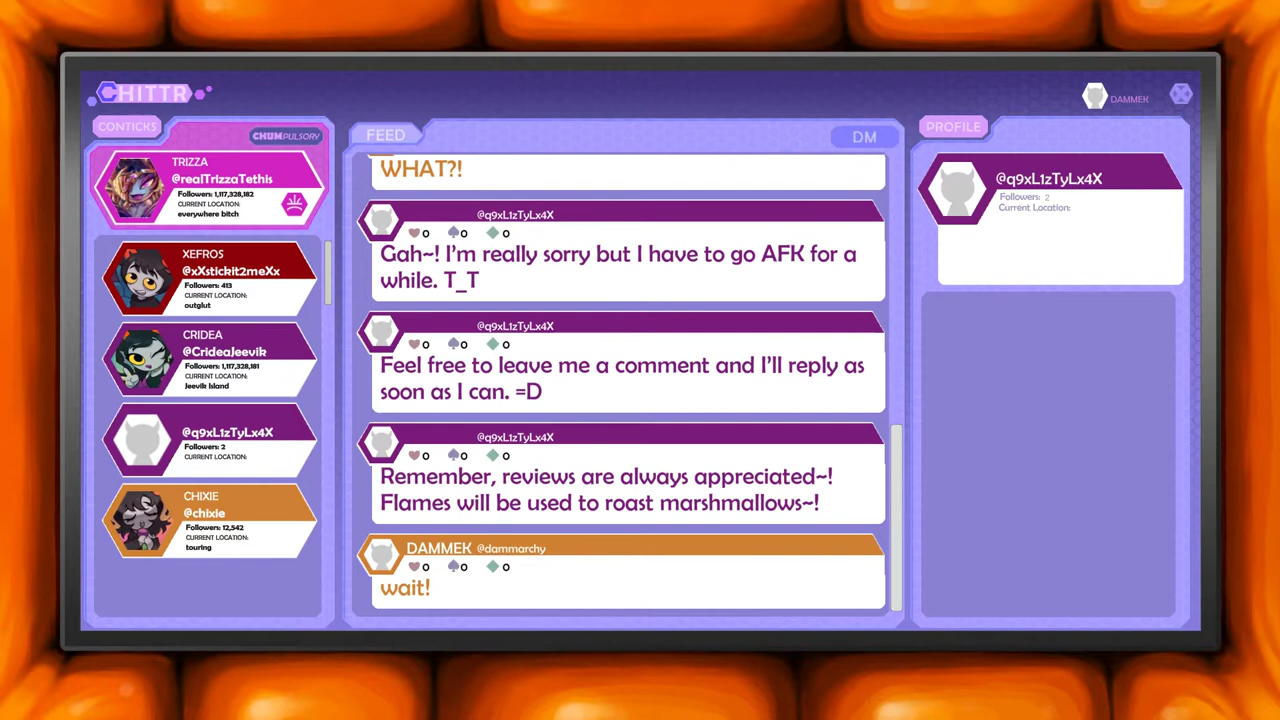 CHITTR
DAMMEK
CONTICKS
CHUMPULSORY
TRIZZA
@realTrizzaTethis
Followers: 1,117,328,182
CURRENT LOCATION:
everywhere bitch
XEFROS
@xXstickit2meXx
Followers: 413
CURRENT LOCATION:
outglut
CRIDEA
@CrideaJeevik
Followers: 1,117,328,181
CURRENT LOCATION:
Jeevik Island
@q9xL1zTyLx4X
Followers: 2
CURRENT LOCATION:
CHIXIE
@chixie
Followers: 12,542
CURRENT LOCATION:
touring
FEED
DM
WHAT?!
@q9xL1zTyLx4X
0 0 0
Gah~! I'm really sorry but I have to go AFK for a
while. T_T
@q9xL1zTyLx4X
0 0 0
Feel free to leave me a comment and I'll reply as
soon as I can. =D
@q9xL1zTyLx4X
0 0 0
Remember, reviews are always appreciated~!
Flames will be used to roast marshmallows~!
DAMMEK @dammarchy
0 0 0
wait!
PROFILE
@q9xL1zTyLx4X
Followers: 2
Current Location: